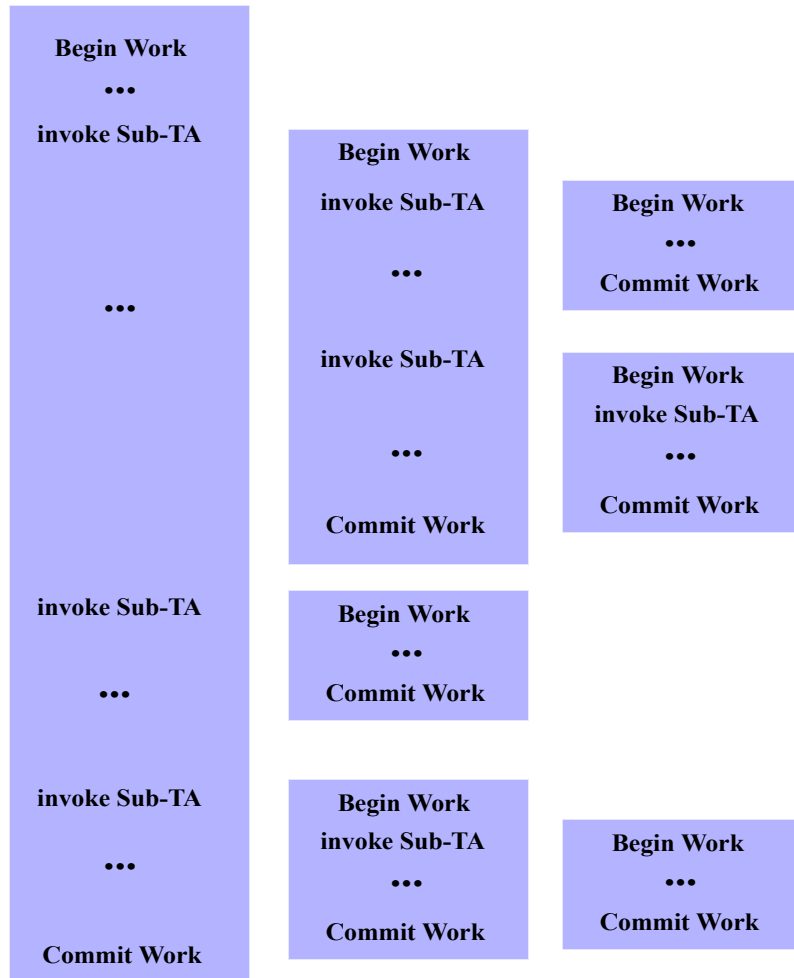 Begin Work
...
invoke Sub-TA
...
invoke Sub-TA
...
invoke Sub-TA
...
Commit Work
Begin Work
invoke Sub-TA
...
invoke Sub-TA
...
Commit Work
Begin Work
...
Commit Work
Begin Work
invoke Sub-TA
...
Commit Work
Begin Work
...
Commit Work
Begin Work
invoke Sub-TA
...
Commit Work
Begin Work
...
Commit Work